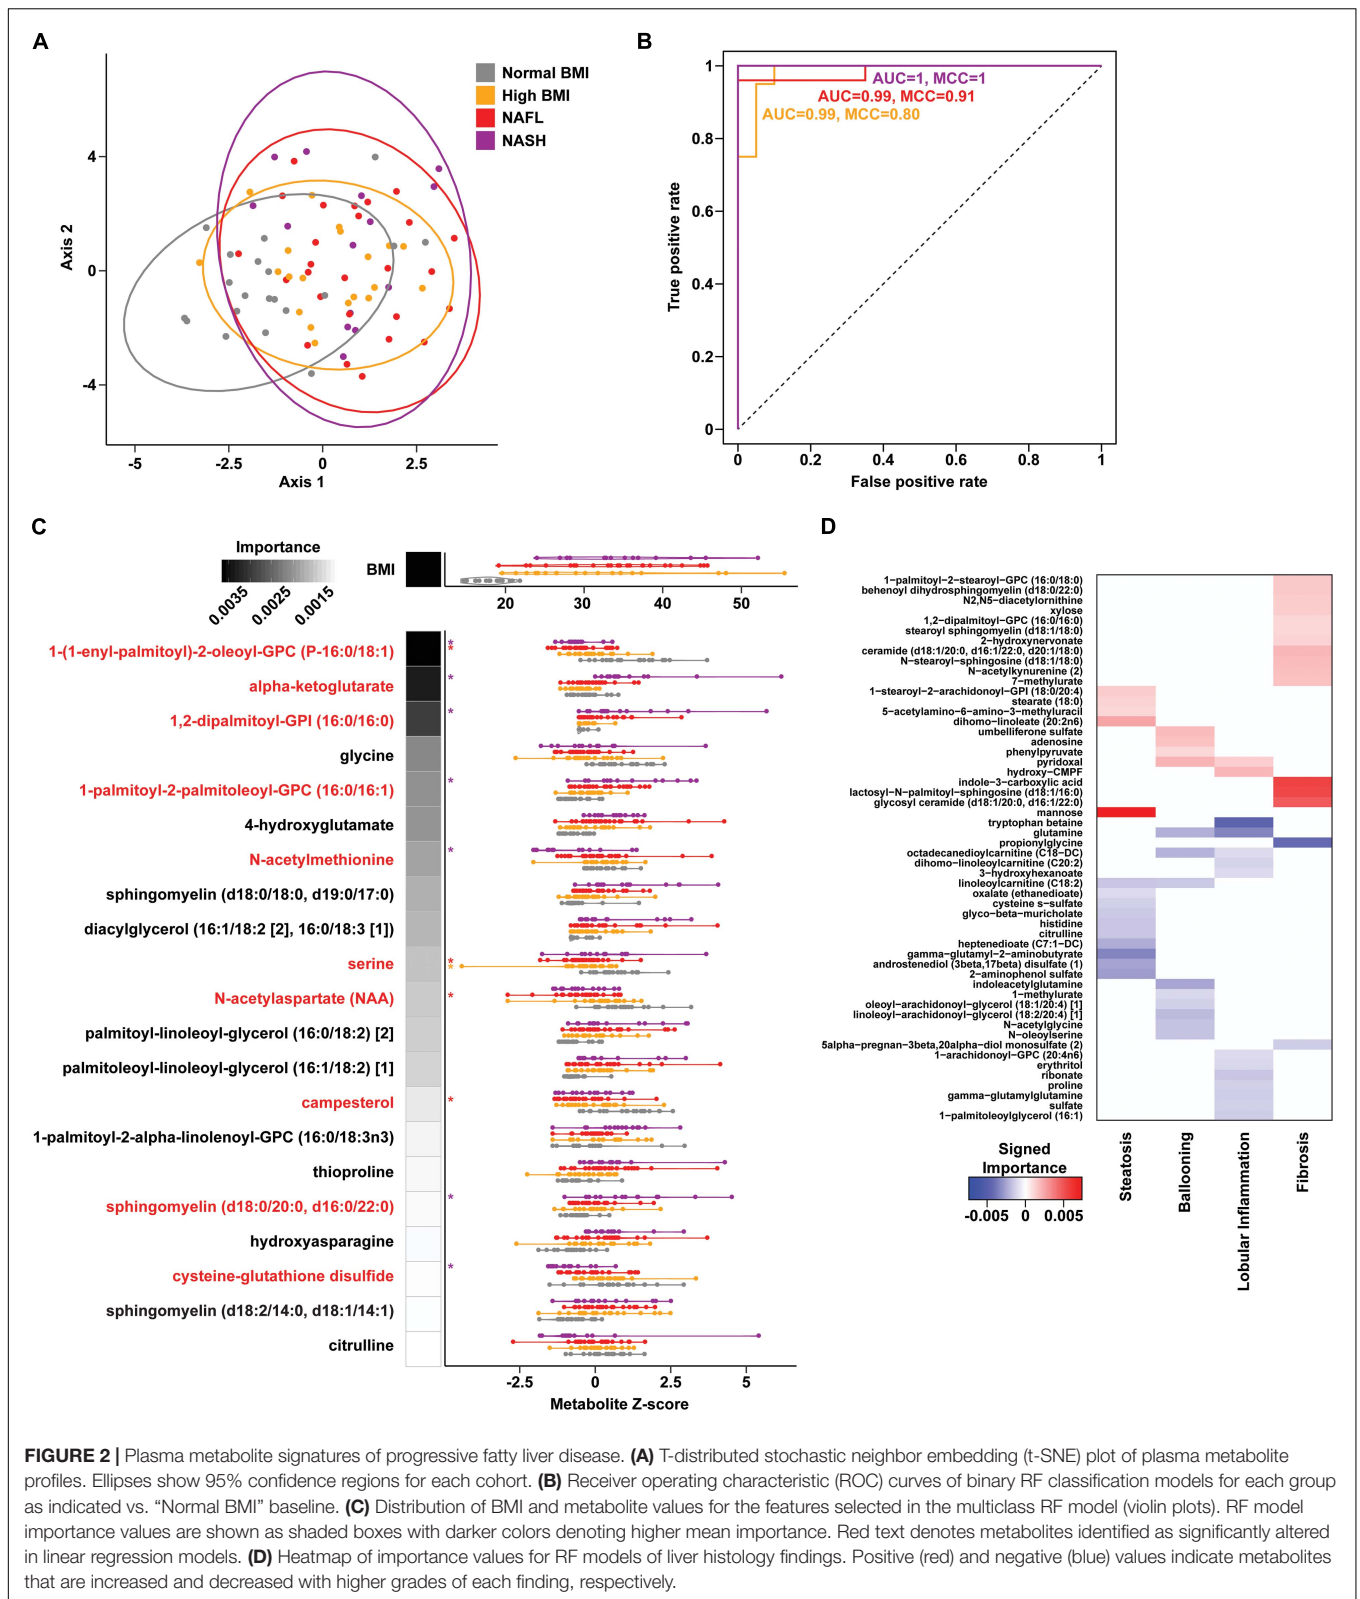 A
Normal BMI
High BMI
NAFL
NASH
4
0
-4
Axis 2
-5
-2.5
0
2.5
Axis 1
B
1
0.8
0.6
0.4
0.2
0
True positive rate
AUC=1, MCC=1
AUC=0.99, MCC=0.91
AUC=0.99, MCC=0.80
0
0.2
0.4
0.6
0.8
1
False positive rate
C
Importance
0.0035
0.0025
0.0015
BMI
20
30
40
50
1-(1-enyl-palmitoyl)-2-oleoyl-GPC (P-16:0/18:1)
*
*
alpha-ketoglutarate
*
1,2-dipalmitoyl-GPI (16:0/16:0)
*
glycine
1-palmitoyl-2-palmitoleoyl-GPC (16:0/16:1)
*
4-hydroxyglutamate
N-acetylmethionine
*
sphingomyelin (d18:0/18:0, d19:0/17:0)
diacylglycerol (16:1/18:2 [2], 16:0/18:3 [1])
serine
*
*
N-acetylaspartate (NAA)
*
palmitoyl-linoleoyl-glycerol (16:0/18:2) [2]
palmitoleoyl-linoleoyl-glycerol (16:1/18:2) [1]
campesterol
*
1-palmitoyl-2-alpha-linolenoyl-GPC (16:0/18:3n3)
thioproline
sphingomyelin (d18:0/20:0, d16:0/22:0)
*
hydroxyasparagine
cysteine-glutathione disulfide
*
sphingomyelin (d18:2/14:0, d18:1/14:1)
citrulline
-2.5
0
2.5
5
Metabolite Z-score
D
1-palmitoyl-2-stearoyl-GPC (16:0/18:0)
behenoyl dihydrosphingomyelin (d18:0/22:0)
N2,N5-diacetylornithine
xylose
1,2-dipalmitoyl-GPC (16:0/16:0)
stearoyl sphingomyelin (d18:1/18:0)
2-hydroxynervonate
ceramide (d18:1/20:0, d16:1/22:0, d20:1/18:0)
N-stearoyl-sphingosine (d18:1/18:0)
N-acetylkynurenine (2)
7-methylurate
1-stearoyl-2-arachidonoyl-GPI (18:0/20:4)
stearate (18:0)
5-acetylamino-6-amino-3-methyluracil
dihomo-linoleate (20:2n6)
umbelliferone sulfate
adenosine
phenylpyruvate
pyridoxal
hydroxy-CMPF
indole-3-carboxylic acid
lactosyl-N-palmitoyl-sphingosine (d18:1/16:0)
glycosyl ceramide (d18:1/20:0, d16:1/22:0)
mannose
tryptophan betaine
glutamine
propionylglycine
octadecanedioylcarnitine (C18-DC)
dihomo-linoleoylcarnitine (C20:2)
3-hydroxyhexanoate
linoleoylcarnitine (C18:2)
oxalate (ethanedioate)
cysteine s-sulfate
glyco-beta-muricholate
histidine
citrulline
heptenedioate (C7:1-DC)
gamma-glutamyl-2-aminobutyrate
androstenediol (3beta,17beta) disulfate (1)
2-aminophenol sulfate
indoleacetylglutamine
1-methylurate
oleoyl-arachidonoyl-glycerol (18:1/20:4) [1]
linoleoyl-arachidonoyl-glycerol (18:2/20:4) [1]
N-acetylglycine
N-oleoylserine
5alpha-pregnan-3beta,20alpha-diol monosulfate (2)
1-arachidonoyl-GPC (20:4n6)
erythritol
ribonate
proline
gamma-glutamylglutamine
sulfate
1-palmitoleoylglycerol (16:1)
Signed
Importance
-0.005
0
0.005
Steatosis
Ballooning
Lobular Inflammation
Fibrosis
FIGURE 2 | Plasma metabolite signatures of progressive fatty liver disease. (A) T-distributed stochastic neighbor embedding (t-SNE) plot of plasma metabolite
profiles. Ellipses show 95% confidence regions for each cohort. (B) Receiver operating characteristic (ROC) curves of binary RF classification models for each group
as indicated vs. “Normal BMI” baseline. (C) Distribution of BMI and metabolite values for the features selected in the multiclass RF model (violin plots). RF model
importance values are shown as shaded boxes with darker colors denoting higher mean importance. Red text denotes metabolites identified as significantly altered
in linear regression models. (D) Heatmap of importance values for RF models of liver histology findings. Positive (red) and negative (blue) values indicate metabolites
that are increased and decreased with higher grades of each finding, respectively.